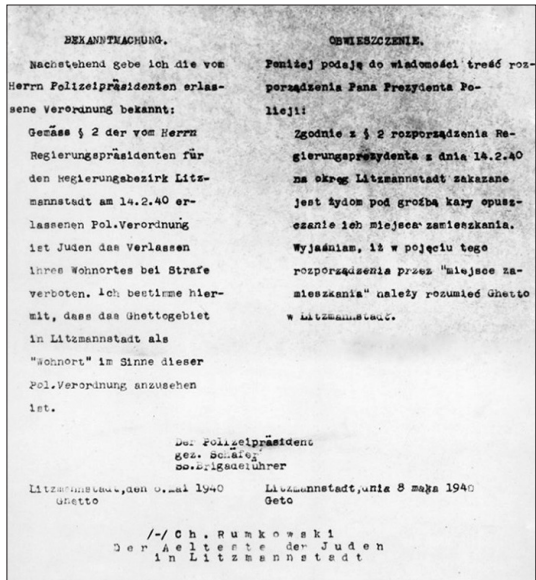 BEKANNTMACHUNG.
Nachstehend gebe ich die vom
Herrn Polizeipräsidenten erlas-
sene Verordnung bekannt:
Gemäss § 2 der vom Herrn
Regierungspräsidenten für
den Regierungsbezirk Litz-
mannstadt am 14.2.40 er-
lassenen Pol.Verordnung
ist Juden das Verlassen
ihres Wohnortes bei Strafe
verboten. Ich bestimme hier-
mit, dass das Ghettogebiet
in Litzmannstadt als
"Wohnort" im Sinne dieser
Pol.Verordnung anzusehen
ist.
OBWIESZCZENIE.
Poniżej podaję do wiadomości treść roz-
porządzenia Pana Prezydenta Po-
licji:
Zgodnie z § 2 rozporządzenia Re-
gierungsprezydenta z dnia 14.2.40
na okręg Litzmannstadt zakazane
jest żydom pod groźbą kary opusz-
czanie ich miejsca zamieszkania.
Wyjaśniam, iż w pojęciu tego
rozporządzenia przez "miejsce za-
mieszkania" należy rozumieć Ghetto
w Litzmannstadt.
Der Polizeipräsident
gez. Schäfer
SS.Brigadeführer
Litzmannstadt,den 8.Mai 1940
Ghetto
Litzmannstadt,dnia 8 maja 1940
Geto
/-/ Ch. Rumkowski
Der Aelteste der Juden
in Litzmannstadt